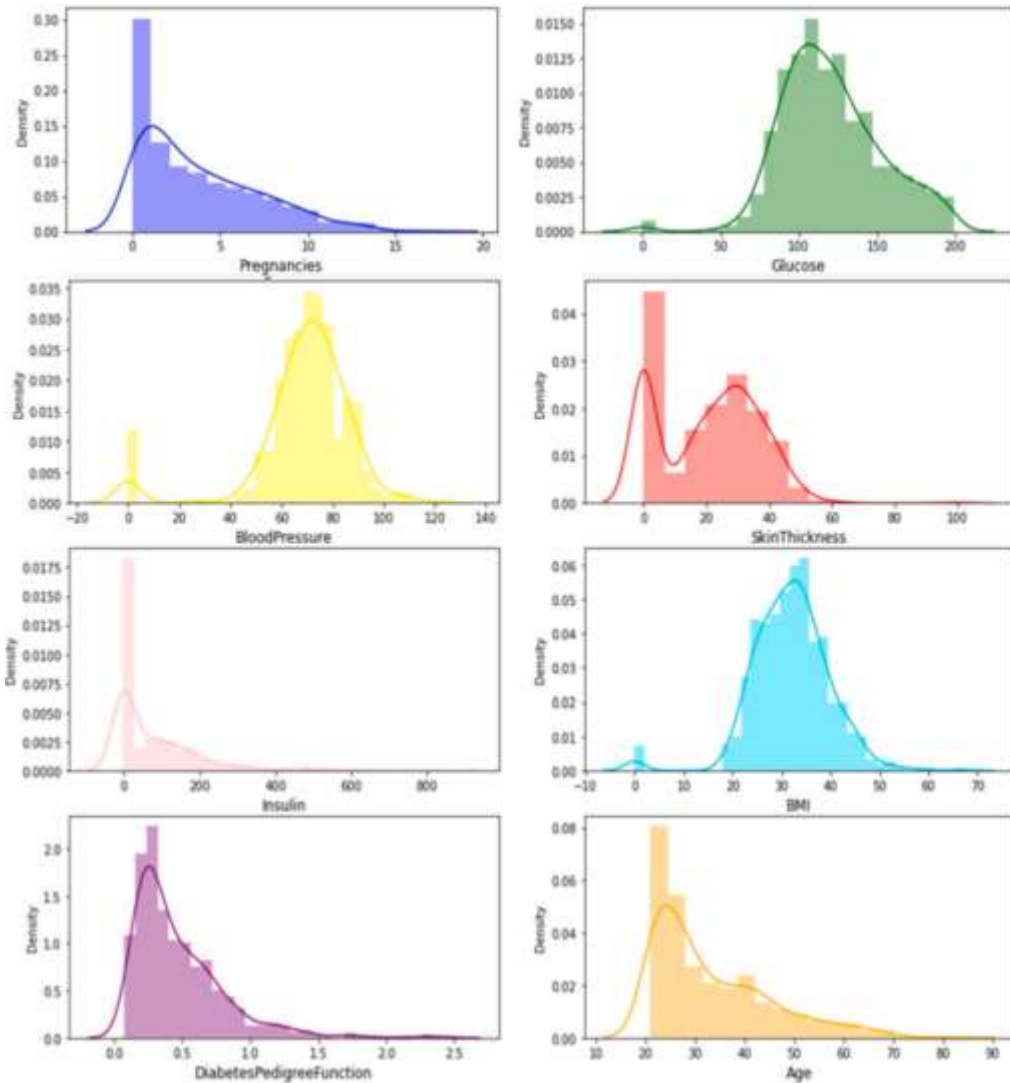 Density
0.30
0.25
0.20
0.15
0.10
0.05
0.00
0 5 10 15 20
Pregnancies
Density
0.0150
0.0125
0.0100
0.0075
0.0050
0.0025
0.0000
0 50 100 150 200
Glucose
Density
0.035
0.030
0.025
0.020
0.015
0.010
0.005
0.000
−20 0 20 40 60 80 100 120 140
BloodPressure
Density
0.04
0.03
0.02
0.01
0.00
0 20 40 60 80 100
SkinThickness
Density
0.0175
0.0150
0.0125
0.0100
0.0075
0.0050
0.0025
0.0000
0 200 400 600 800
Insulin
Density
0.06
0.05
0.04
0.03
0.02
0.01
0.00
−10 0 10 20 30 40 50 60 70
BMI
Density
2.0
1.5
1.0
0.5
0.0
0.0 0.5 1.0 1.5 2.0 2.5
DiabetesPedigreeFunction
Density
0.08
0.06
0.04
0.02
0.00
10 20 30 40 50 60 70 80 90
Age